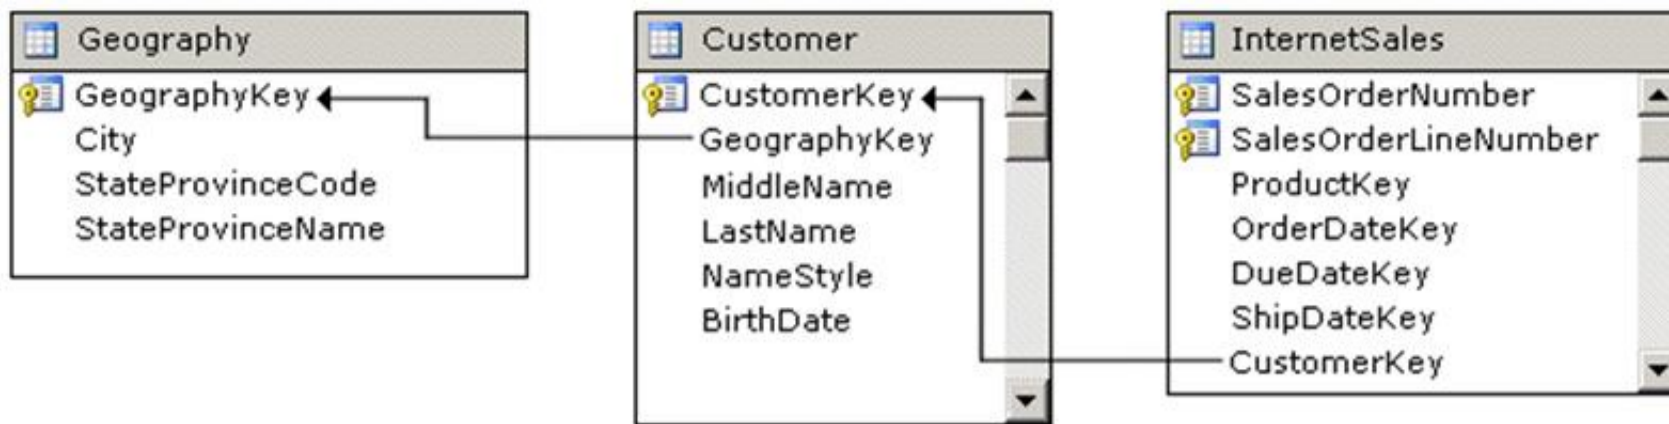 Geography
GeographyKey
City
StateProvinceCode
StateProvinceName
Customer
CustomerKey
GeographyKey
MiddleName
LastName
NameStyle
BirthDate
InternetSales
SalesOrderNumber
SalesOrderLineNumber
ProductKey
OrderDateKey
DueDateKey
ShipDateKey
CustomerKey